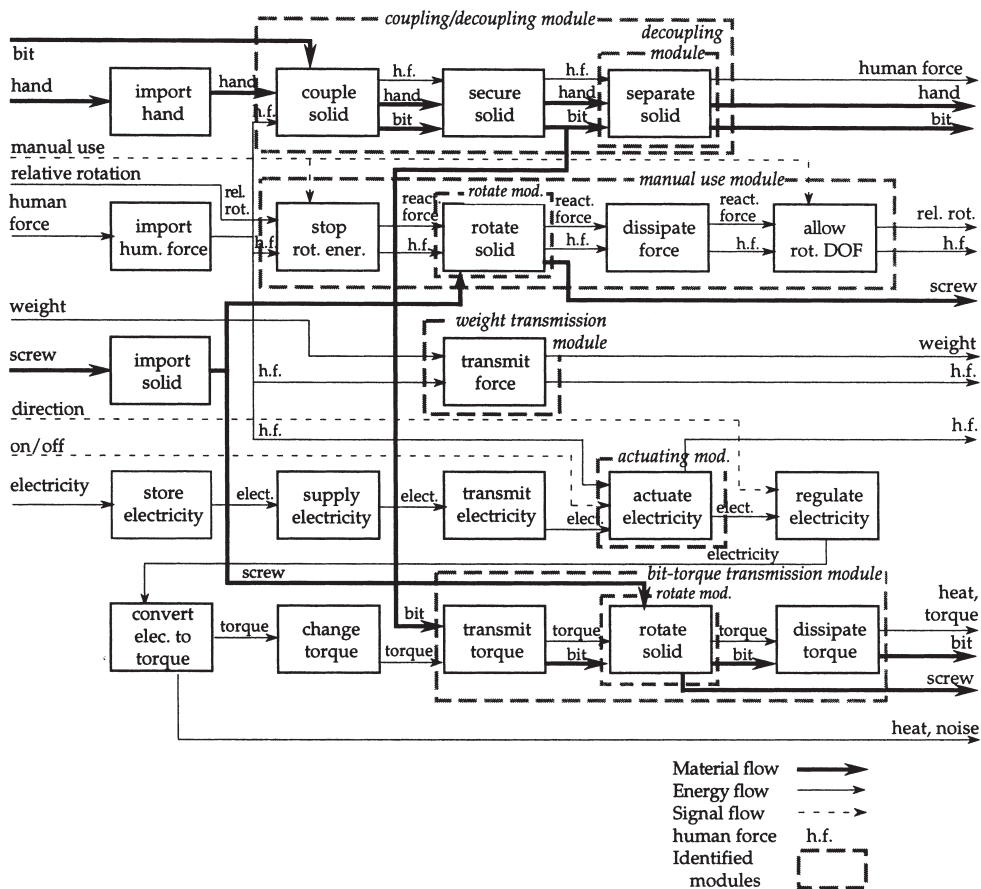 coupling/decoupling module
decoupling
module
bit
hand
import
hand
hand
h.f.
couple
solid
h.f.
hand
bit
secure
solid
h.f.
hand
bit
separate
solid
human force
hand
bit
manual use
relative rotation
human
force
import
hum. force
rel.
rot.
h.f.
manual use module
stop
rot. ener.
react.
force
h.f.
rotate mod.
rotate
solid
react.
force
h.f.
dissipate
force
react.
force
h.f.
allow
rot. DOF
rel. rot.
h.f.
screw
weight
weight transmission
module
screw
import
solid
h.f.
transmit
force
weight
h.f.
direction
on/off
h.f.
h.f.
actuating mod.
electricity
store
electricity
elect.
supply
electricity
elect.
transmit
electricity
elect.
actuate
electricity
elect.
regulate
electricity
electricity
screw
bit-torque transmission module
rotate mod.
convert
elec. to
torque
torque
change
torque
torque
bit
transmit
torque
torque
bit
rotate
solid
torque
bit
dissipate
torque
heat,
torque
bit
screw
heat, noise
Material flow
Energy flow
Signal flow
human force h.f.
Identified
modules